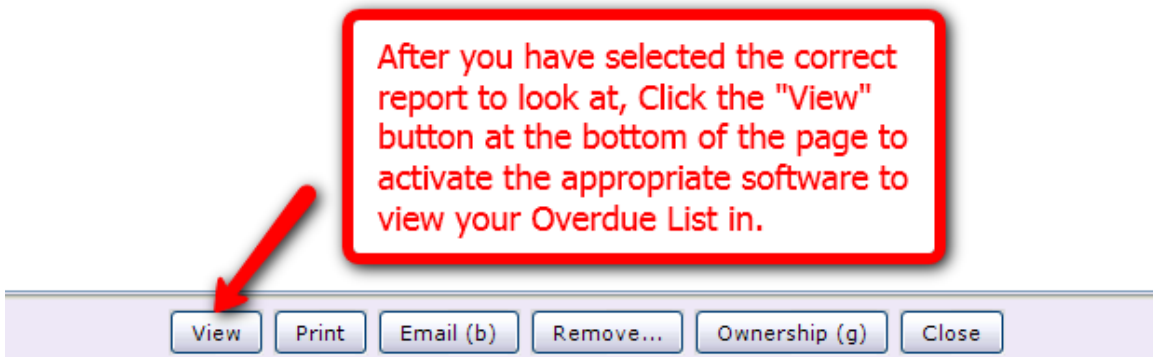 After you have selected the correct
report to look at, Click the "View"
button at the bottom of the page to
activate the appropriate software to
view your Overdue List in.
View Print Email (b) Remove... Ownership (g) Close